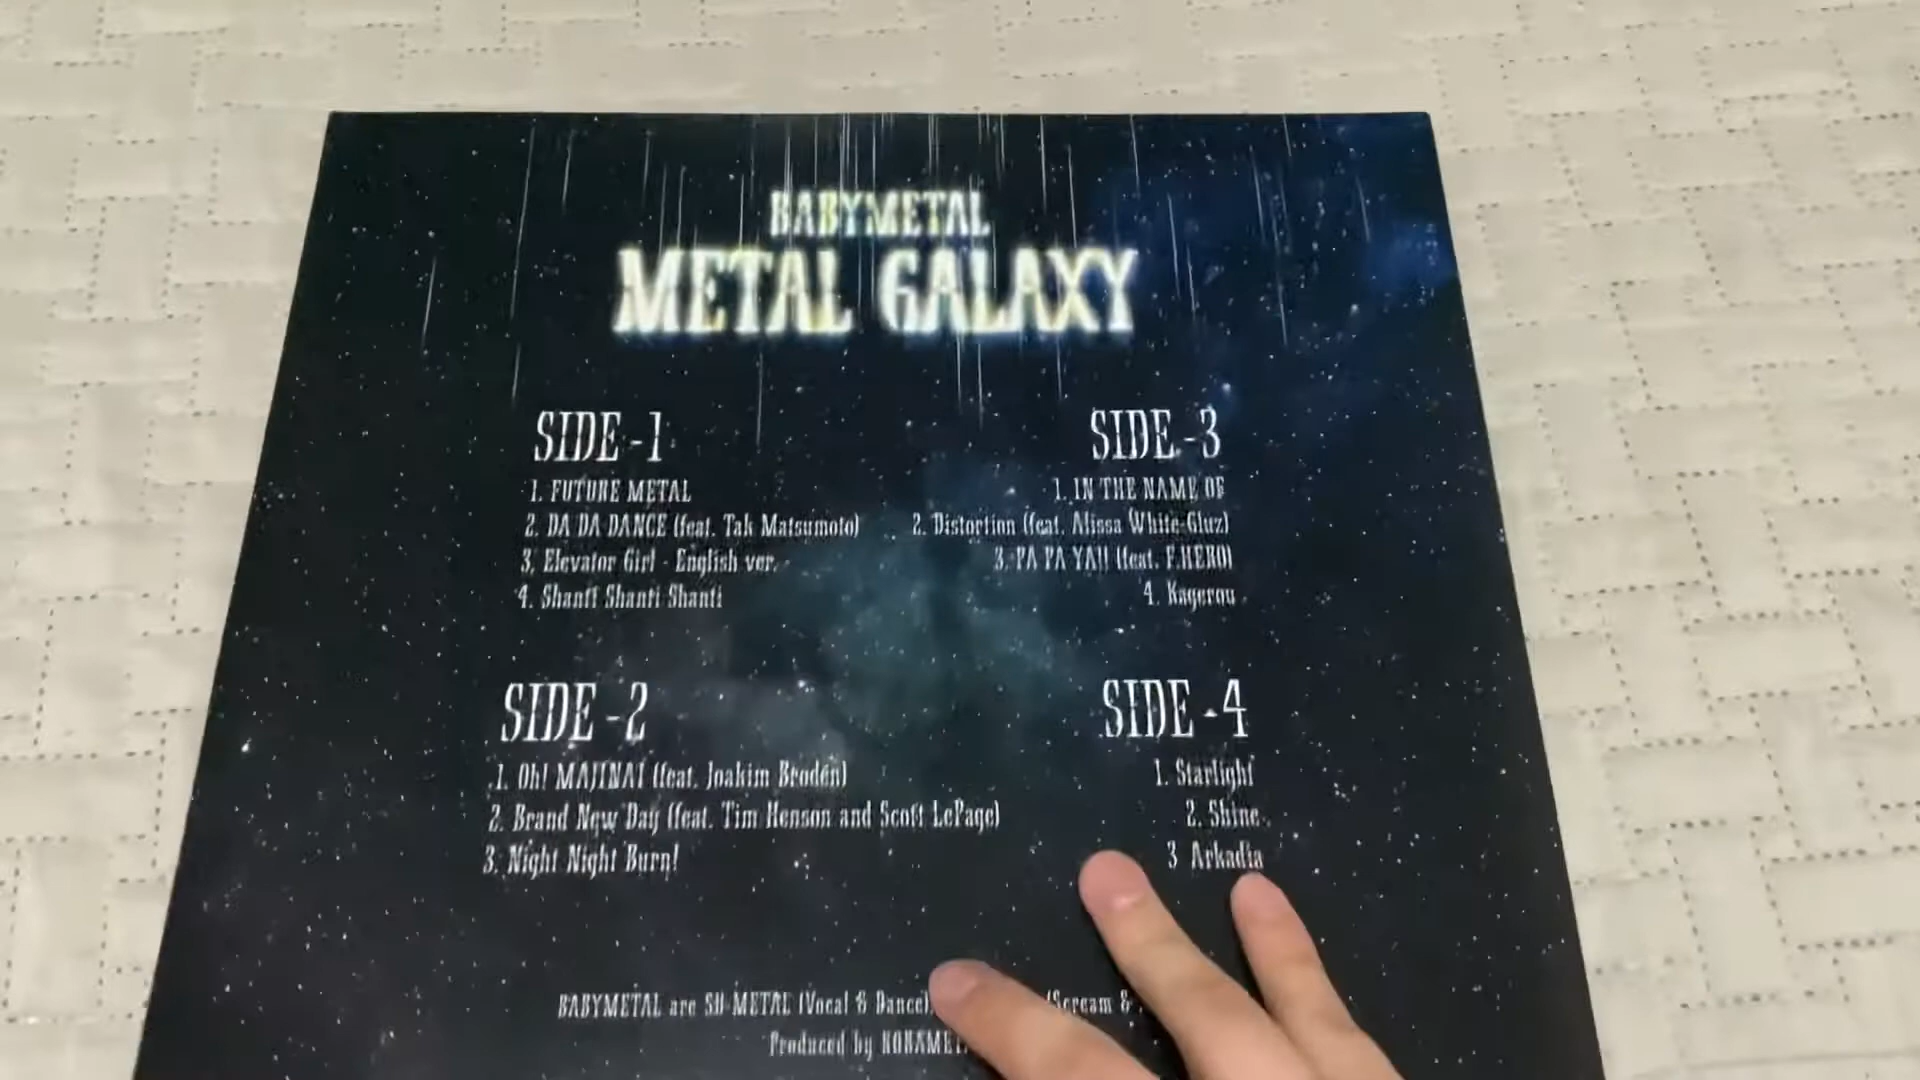 BABYMETAL
METAL GALAXY
SIDE -1
1. FUTURE METAL
2. DA DA DANCE (feat. Tak Matsumoto)
3. Elevator Girl - English ver.
4. Shanti Shanti Shanti
SIDE -2
1. Oh! MAJINAI (feat. Joakim Brodén)
2. Brand New Day (feat. Tim Henson and Scott LePage)
3. Night Night Burn!
SIDE -3
1. IN THE NAME OF
2. Distortion (feat. Alissa White-Gluz)
3. PA PA YA!! (feat. F.HERO)
4. Kagerou
SIDE -4
1. Starlight
2. Shine
3 Arkadia
BABYMETAL are SU-METAL (Vocal & Dance) (Scream &
Produced by